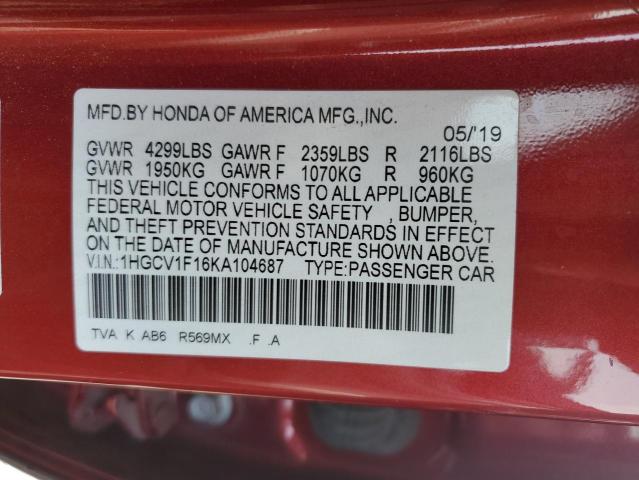 MFD.BY HONDA OF AMERICA MFG.,INC.
05/'19
GVWR 4299LBS GAWR F 2359LBS R 2116LBS
GVWR 1950KG GAWR F 1070KG R 960KG
THIS VEHICLE CONFORMS TO ALL APPLICABLE
FEDERAL MOTOR VEHICLE SAFETY , BUMPER,
AND THEFT PREVENTION STANDARDS IN EFFECT
ON THE DATE OF MANUFACTURE SHOWN ABOVE.
V.I.N.:1HGCV1F16KA104687 TYPE:PASSENGER CAR
TVA K AB6 R569MX .F .A